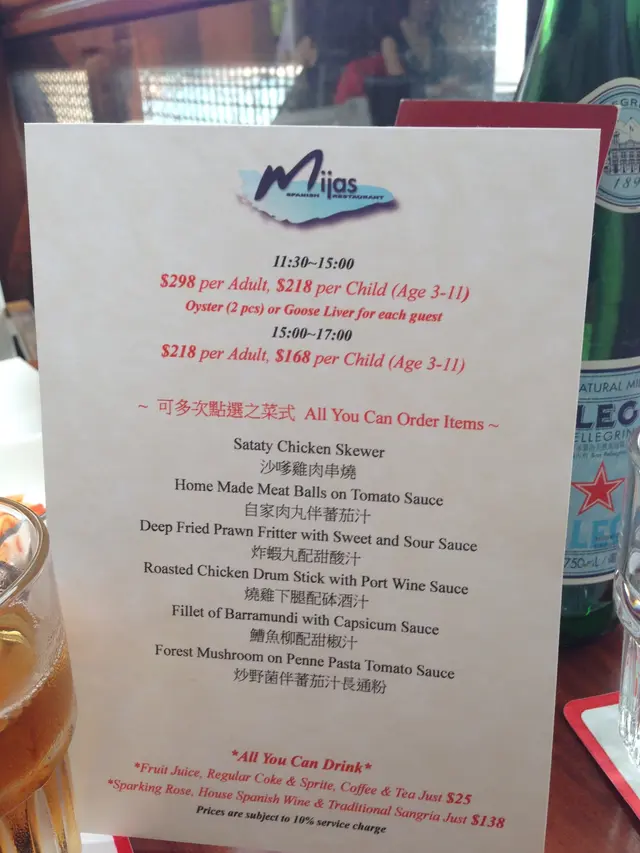 Mijas
SPANISH RESTAURANT
11:30~15:00
$298 per Adult, $218 per Child (Age 3-11)
Oyster (2 pcs) or Goose Liver for each guest
15:00~17:00
$218 per Adult, $168 per Child (Age 3-11)
~ 可多次點選之菜式 All You Can Order Items ~
Sataty Chicken Skewer
沙嗲雞肉串燒
Home Made Meat Balls on Tomato Sauce
自家肉丸伴蕃茄汁
Deep Fried Prawn Fritter with Sweet and Sour Sauce
炸蝦丸配甜酸汁
Roasted Chicken Drum Stick with Port Wine Sauce
燒雞下腿配砵酒汁
Fillet of Barramundi with Capsicum Sauce
鱠魚柳配甜椒汁
Forest Mushroom on Penne Pasta Tomato Sauce
炒野菌伴蕃茄汁長通粉
*All You Can Drink*
*Fruit Juice, Regular Coke & Sprite, Coffee & Tea Just $25
*Sparking Rose, House Spanish Wine & Traditional Sangria Just $138
Prices are subject to 10% service charge
NATURAL MI
LEG
ELLEGRIN
LEG
750mL